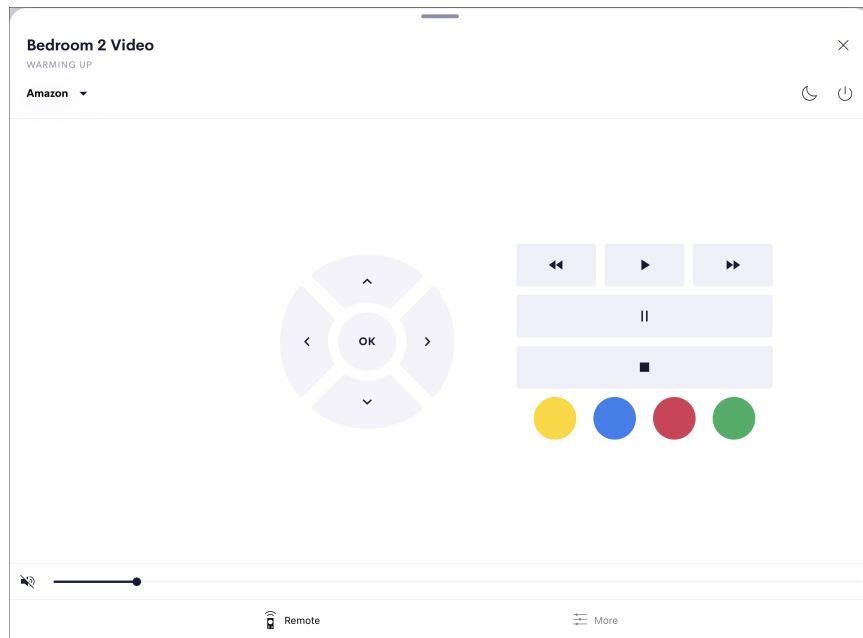 Bedroom 2 Video
WARMING UP
Amazon
OK
Remote
More